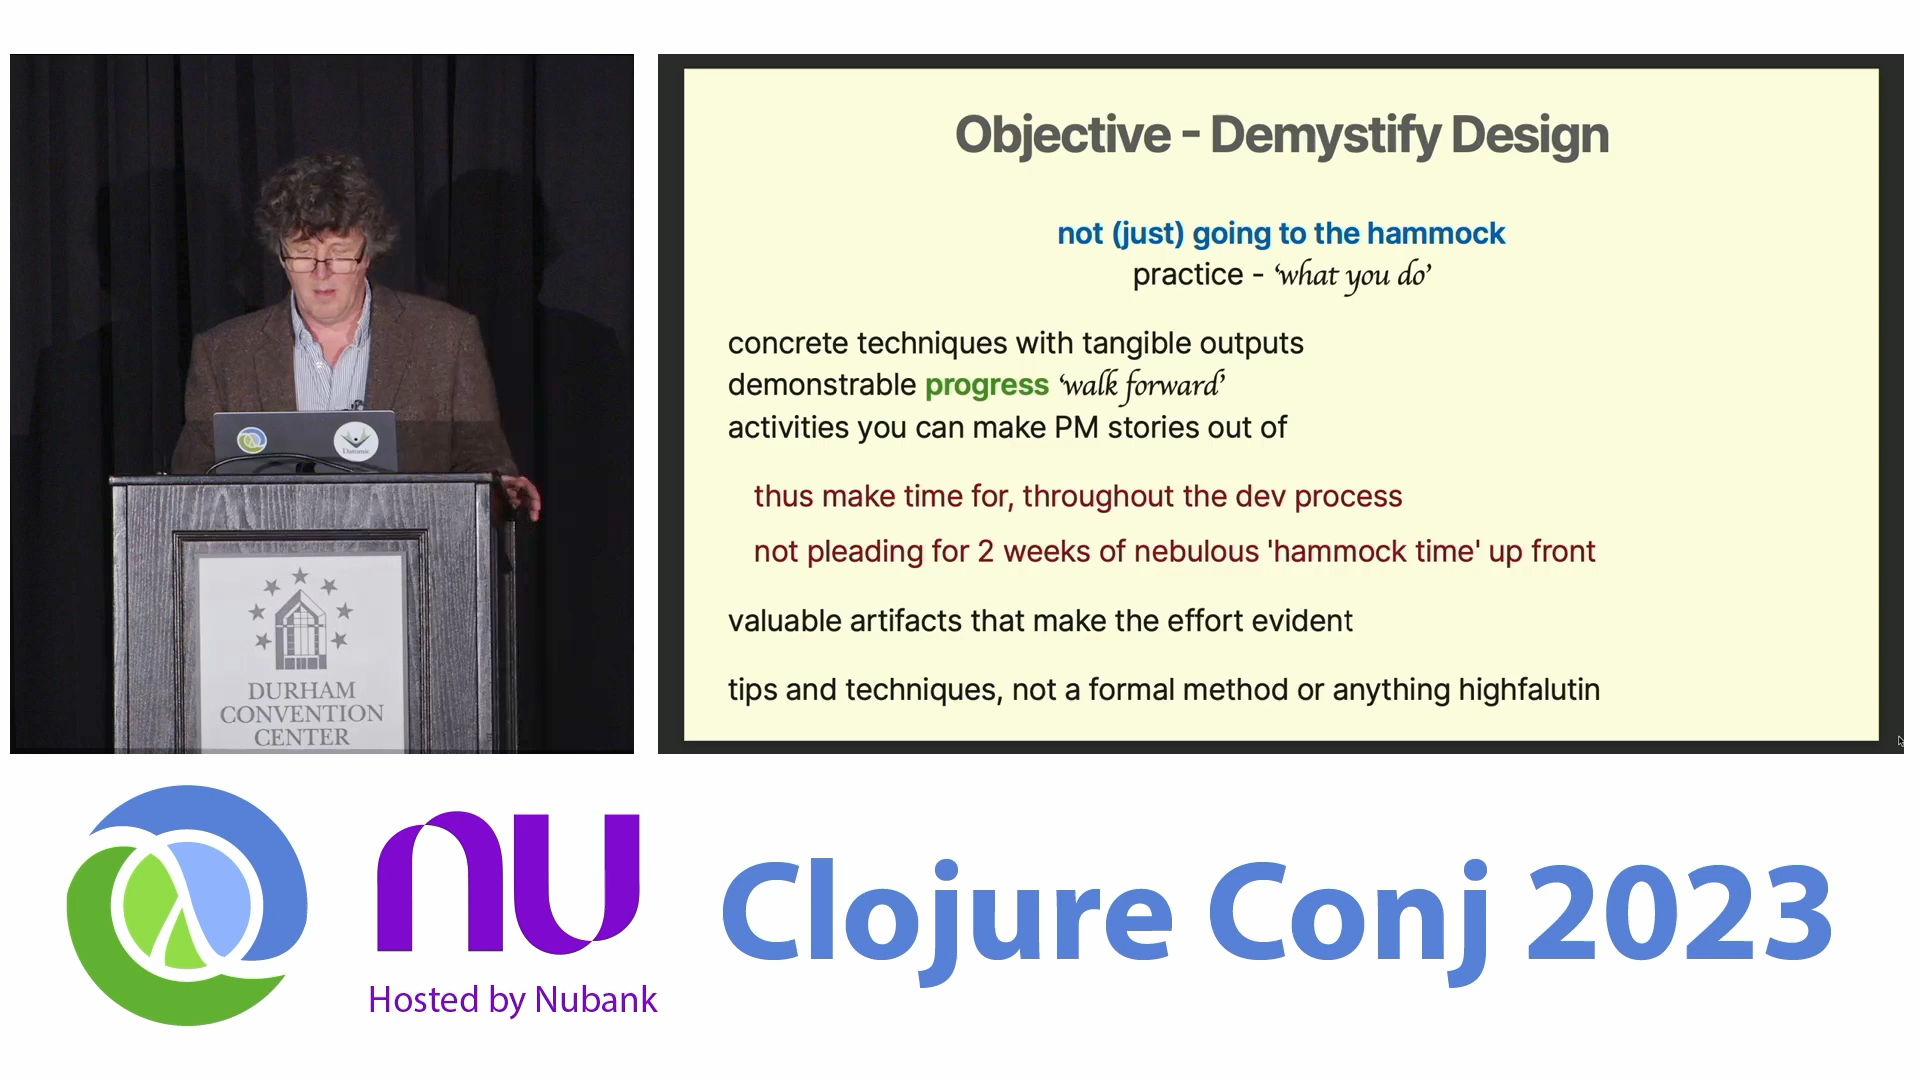 Objective - Demystify Design
not (just) going to the hammock
practice - ‘what you do’
concrete techniques with tangible outputs
demonstrable progress ‘walk forward’
activities you can make PM stories out of
thus make time for, throughout the dev process
not pleading for 2 weeks of nebulous 'hammock time' up front
valuable artifacts that make the effort evident
tips and techniques, not a formal method or anything highfalutin
Datomic
DURHAM
CONVENTION
CENTER
nu
Hosted by Nubank
Clojure Conj 2023